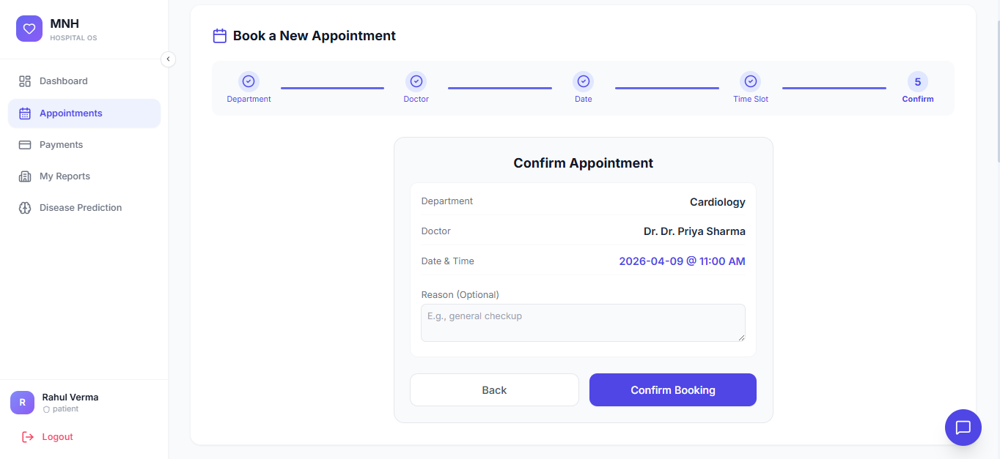 MNH
HOSPITAL OS
Dashboard
Appointments
Payments
My Reports
Disease Prediction
R
Rahul Verma
patient
Logout
Book a New Appointment
Department
Doctor
Date
Time Slot
5
Confirm
Confirm Appointment
Department Cardiology
Doctor Dr. Dr. Priya Sharma
Date & Time 2026-04-09 @ 11:00 AM
Reason (Optional)
E.g., general checkup
Back Confirm Booking